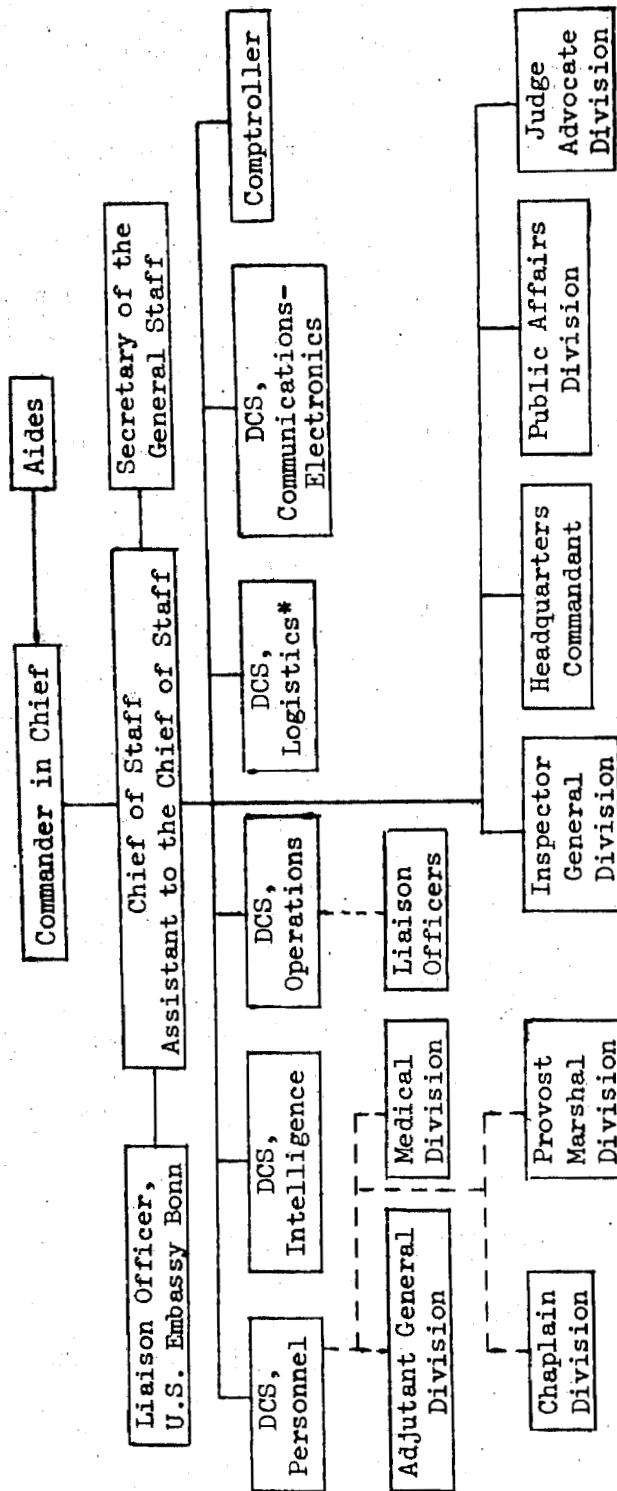 Commander in Chief
Aides
Liaison Officer,
U.S. Embassy Bonn
Chief of Staff
Assistant to the Chief of Staff
Secretary of the
General Staff
DCS,
Personnel
DCS,
Intelligence
DCS,
Operations
DCS,
Logistics*
DCS,
Communications-
Electronics
Comptroller
Adjutant General
Division
Medical
Division
Liaison
Officers
Chaplain
Division
Provost
Marshal
Division
Inspector
General
Division
Headquarters
Commandant
Public Affairs
Division
Judge
Advocate
Division